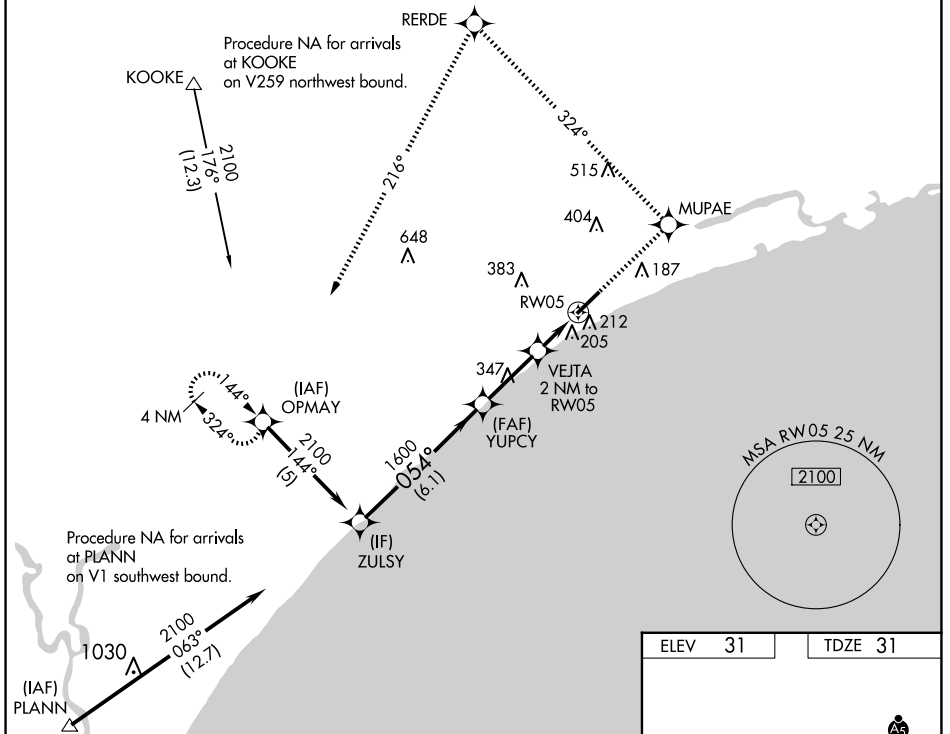 RERDE
Procedure NA for arrivals
at KOOKE
on V259 northwest bound.
KOOKE
2100
176°
(12.3)
216°
324°
515
404
MUPAE
648
383
187
RW05
212
205
347
VEJTA
2 NM to
RW05
(IAF)
OPMAY
144°
324°
4 NM
2100
144°
(5)
(FAF)
YUPCY
1600
054°
(6.1)
(IF)
ZULSY
MSA RW05 25 NM
2100
Procedure NA for arrivals
at PLANN
on V1 southwest bound.
2100
063°
(12.7)
1030
(IAF)
PLANN
ELEV 31
TDZE 31
A5